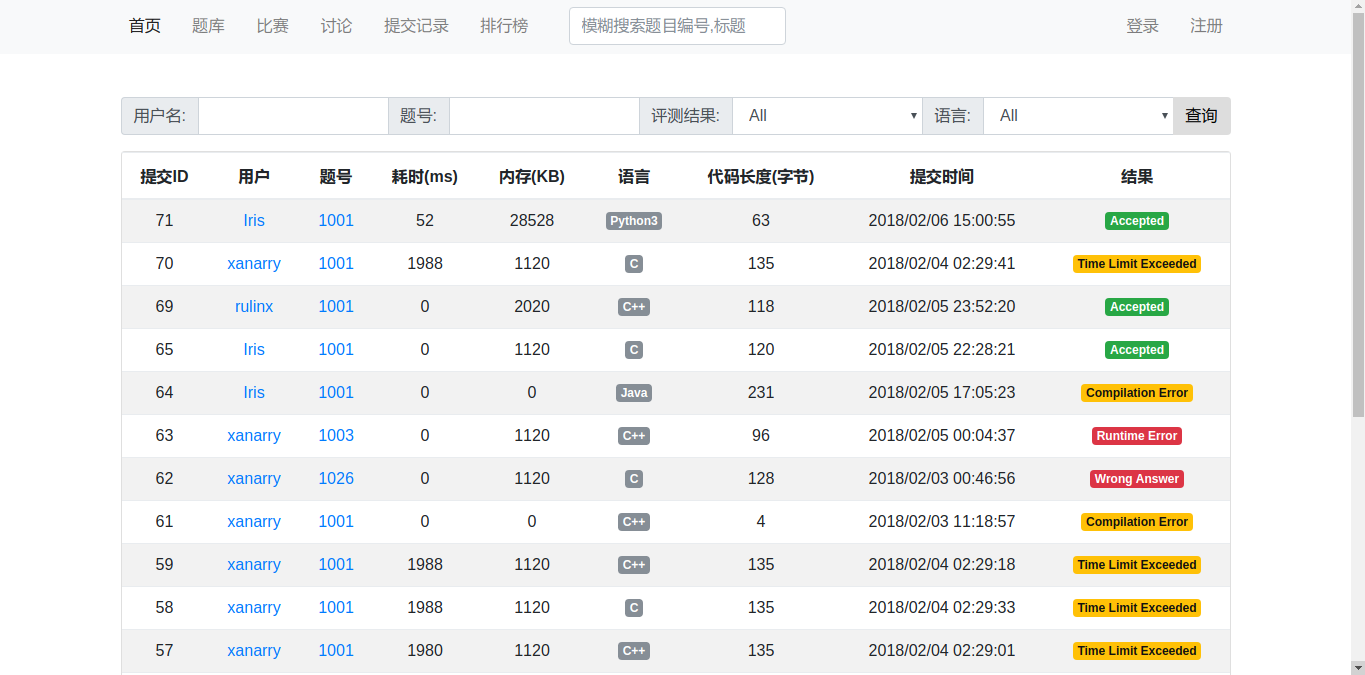 首页 题库 比赛 讨论 提交记录 排行榜 模糊搜索题目编号,标题 登录 注册
用户名: 题号: 评测结果: All 语言: All 查询
提交ID 用户 题号 耗时(ms) 内存(KB) 语言 代码长度(字节) 提交时间 结果
71 Iris 1001 52 28528 Python3 63 2018/02/06 15:00:55 Accepted
70 xanarry 1001 1988 1120 C 135 2018/02/04 02:29:41 Time Limit Exceeded
69 rulinx 1001 0 2020 C++ 118 2018/02/05 23:52:20 Accepted
65 Iris 1001 0 1120 C 120 2018/02/05 22:28:21 Accepted
64 Iris 1001 0 0 Java 231 2018/02/05 17:05:23 Compilation Error
63 xanarry 1003 0 1120 C++ 96 2018/02/05 00:04:37 Runtime Error
62 xanarry 1026 0 1120 C 128 2018/02/03 00:46:56 Wrong Answer
61 xanarry 1001 0 0 C++ 4 2018/02/03 11:18:57 Compilation Error
59 xanarry 1001 1988 1120 C++ 135 2018/02/04 02:29:18 Time Limit Exceeded
58 xanarry 1001 1988 1120 C 135 2018/02/04 02:29:33 Time Limit Exceeded
57 xanarry 1001 1980 1120 C++ 135 2018/02/04 02:29:01 Time Limit Exceeded